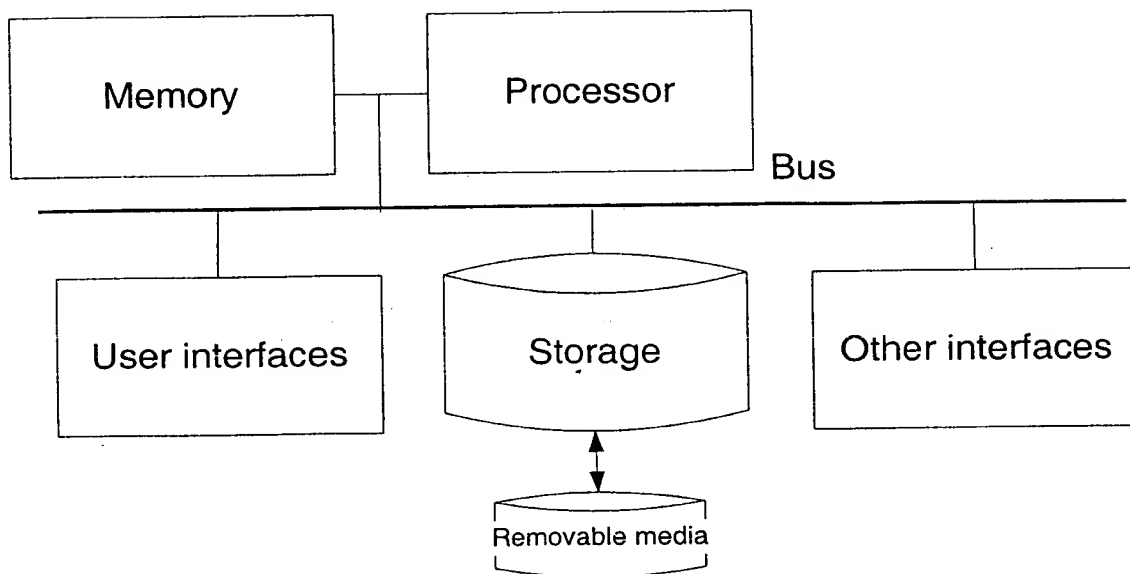 Memory
Processor
Bus
User interfaces
Storage
Other interfaces
Removable media